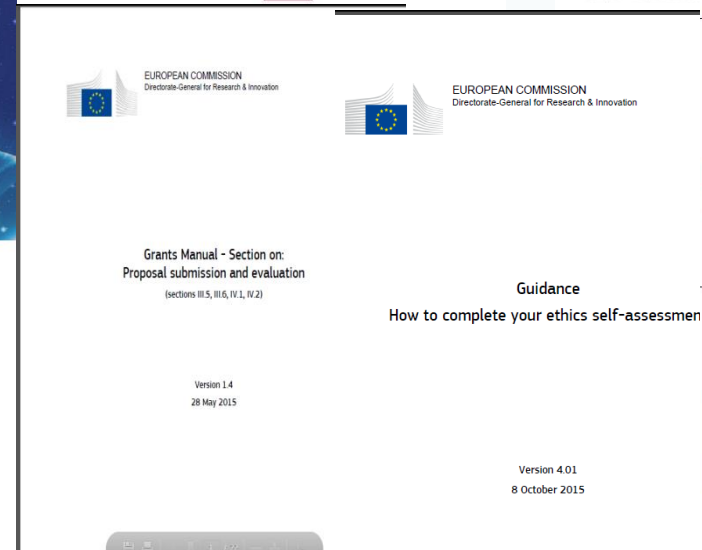 EUROPEAN COMMISSION
Directorate-General for Research & Innovation
Grants Manual - Section on:
Proposal submission and evaluation
(sections III.5, III.6, IV.1, IV.2)
Version 1.4
28 May 2015
EUROPEAN COMMISSION
Directorate-General for Research & Innovation
Guidance
How to complete your ethics self-assessmen
Version 4.01
8 October 2015